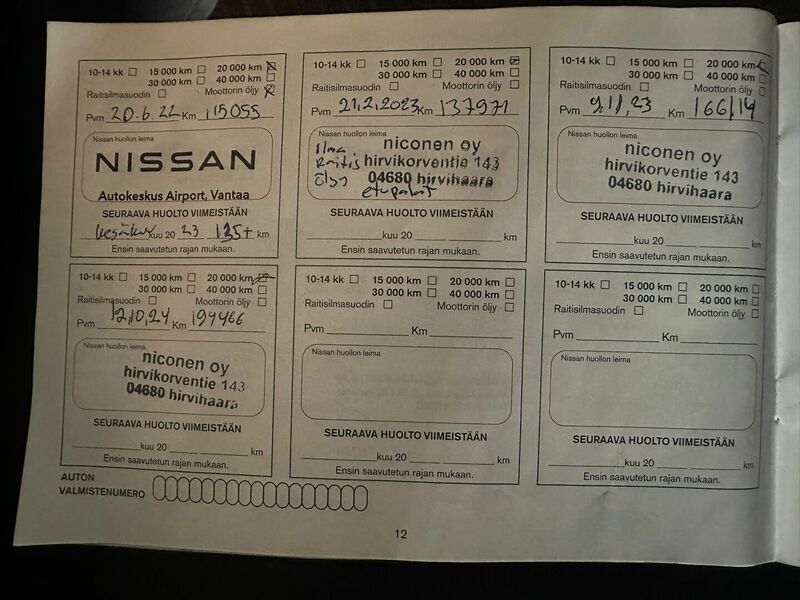 10-14 kk 15 000 km 20 000 km
30 000 km 40 000 km
Raitisilmasuodin Moottorin öljy
Pvm 20.6.22 Km 115055
Nissan huollon leima
NISSAN
Autokeskus Airport, Vantaa
SEURAAVA HUOLTO VIIMEISTÄÄN
kesäkuu kuu 20 23 135t km
Ensin saavutetun rajan mukaan.
10-14 kk 15 000 km 20 000 km
30 000 km 40 000 km
Raitisilmasuodin Moottorin öljy
Pvm 21.2.2023 Km 137971
Nissan huollon leima
Ilma
Raitis
Öljy
etupalat
niconen oy
hirvikorventie 143
04680 hirvihaara
SEURAAVA HUOLTO VIIMEISTÄÄN
kuu 20 km
Ensin saavutetun rajan mukaan.
10-14 kk 15 000 km 20 000 km
30 000 km 40 000 km
Raitisilmasuodin Moottorin öljy
Pvm 9.11.23 Km 166114
Nissan huollon leima
niconen oy
hirvikorventie 143
04680 hirvihaara
SEURAAVA HUOLTO VIIMEISTÄÄN
kuu 20 km
Ensin saavutetun rajan mukaan.
10-14 kk 15 000 km 20 000 km
30 000 km 40 000 km
Raitisilmasuodin Moottorin öljy
Pvm 12.10.24 Km 194466
Nissan huollon leima
niconen oy
hirvikorventie 143
04680 hirvihaara
SEURAAVA HUOLTO VIIMEISTÄÄN
kuu 20 km
Ensin saavutetun rajan mukaan.
10-14 kk 15 000 km 20 000 km
30 000 km 40 000 km
Raitisilmasuodin Moottorin öljy
Pvm Km
Nissan huollon leima
SEURAAVA HUOLTO VIIMEISTÄÄN
kuu 20 km
Ensin saavutetun rajan mukaan.
10-14 kk 15 000 km 20 000 km
30 000 km 40 000 km
Raitisilmasuodin Moottorin öljy
Pvm Km
Nissan huollon leima
SEURAAVA HUOLTO VIIMEISTÄÄN
kuu 20 km
Ensin saavutetun rajan mukaan.
AUTON
VALMISTENUMERO
12